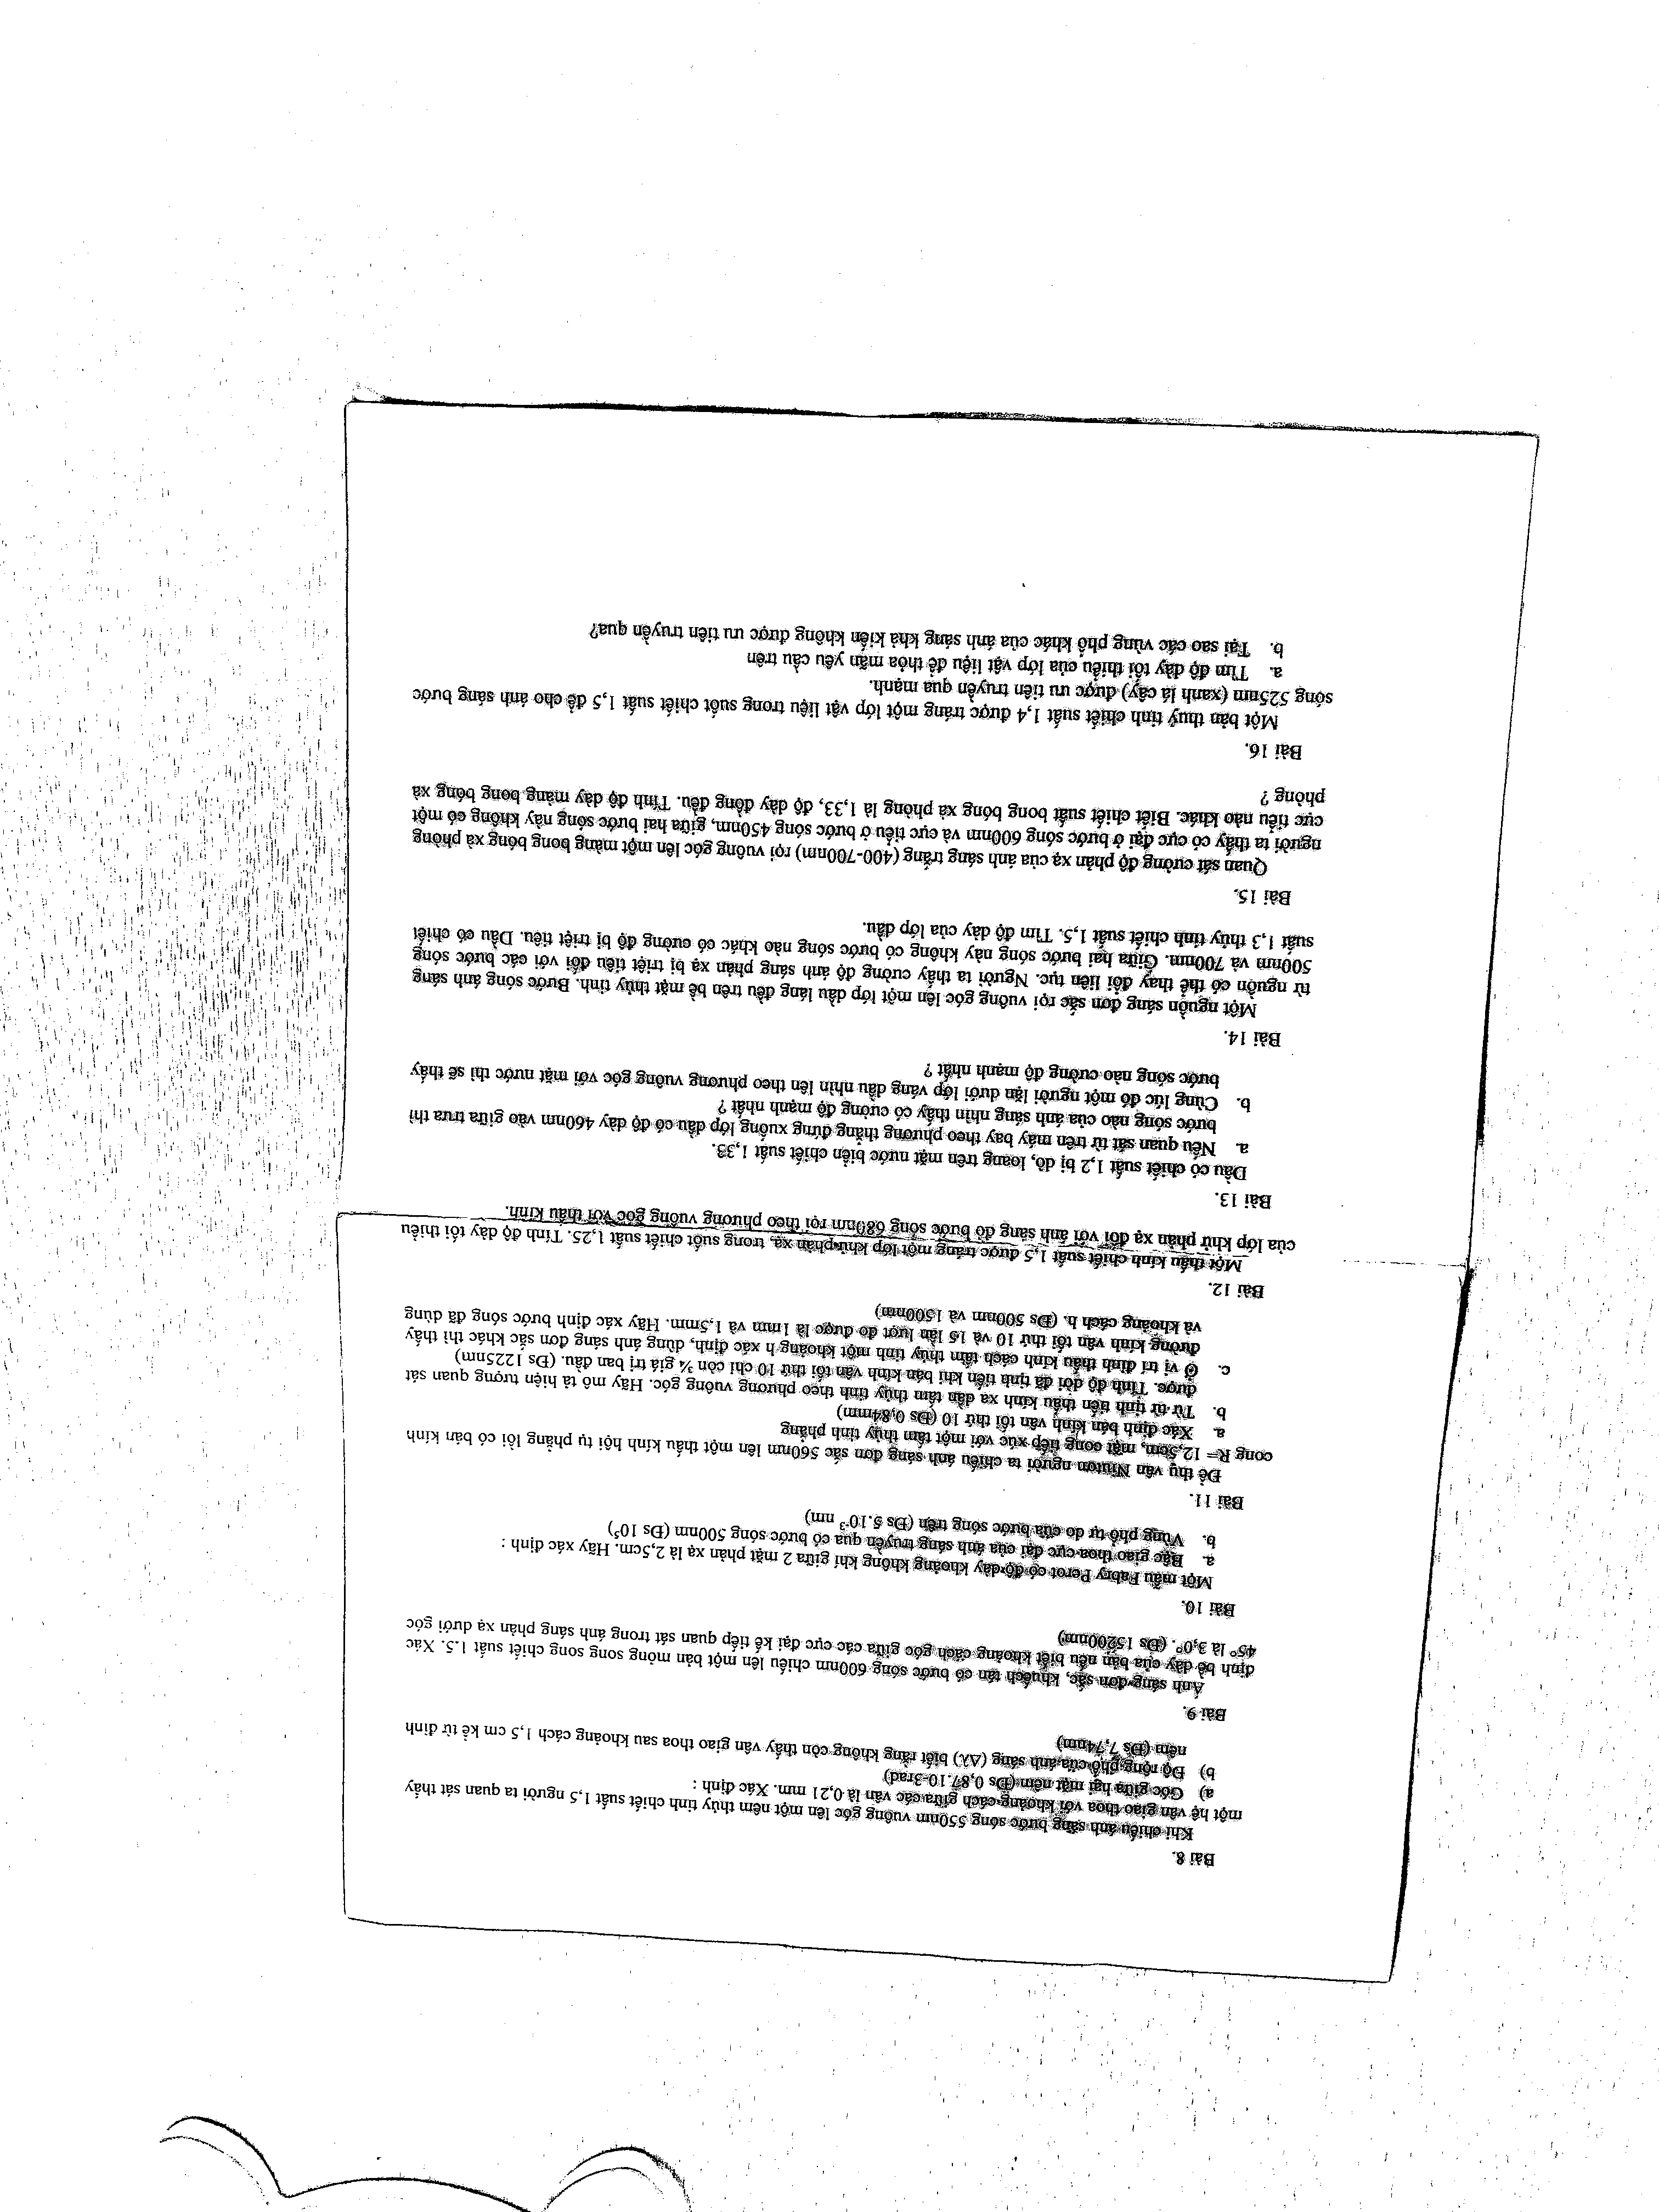 Bài 8.
Khi chiếu ánh sáng bước sóng 550nm vuông góc lên một nêm thủy tinh chiết suất 1,5 người ta quan sát thấy
một hệ vân giao thoa với khoảng cách giữa các vân là 0,21 mm. Xác định :
a) Góc giữa hai mặt nêm (Đs 0,87.10-3rad)
b) Độ rộng phổ của ánh sáng (Δλ) biết rằng không còn thấy vân giao thoa sau khoảng cách 1,5 cm kể từ đỉnh
nêm (Đs 7,7nm)
Bài 9.
Ánh sáng đơn sắc, khuếch tán có bước sóng 600nm chiếu lên một bản mỏng song song chiết suất 1.5. Xác
định bề dày của bản nếu biết khoảng cách góc giữa các cực đại kế tiếp quan sát trong ánh sáng phản xạ dưới góc
45° là 3,0°. (Đs 15200nm)
Bài 10.
Một mẫu Fabry Perot có độ dày khoảng không khí giữa 2 mặt phản xạ là 2,5cm. Hãy xác định :
a. Bậc giao thoa cực đại của ánh sáng truyền qua có bước sóng 500nm (Đs 10⁵)
b. Vùng phổ tự do của bước sóng trên (Đs 5.10⁻³ nm)
Bài 11.
Để thu vân Niutơn người ta chiếu ánh sáng đơn sắc 560nm lên một thấu kính hội tụ phẳng lồi có bán kính
cong R= 12,5cm, mặt cong tiếp xúc với một tấm thủy tinh phẳng
a. Xác định bán kính vân tối thứ 10 (Đs 0,84mm)
b. Từ từ tịnh tiến thấu kính xa dần tấm thủy tinh theo phương vuông góc. Hãy mô tả hiện tượng quan sát
được. Tính độ dời đã tịnh tiến khi bán kính vân tối thứ 10 chỉ còn ¾ giá trị ban đầu. (Đs 1225nm)
c. Ở vị trí đỉnh thấu kính cách tấm thủy tinh một khoảng h xác định, dùng ánh sáng đơn sắc khác thì thấy
đường kính vân tối thứ 10 và 15 lần lượt đo được là 1mm và 1,5mm. Hãy xác định bước sóng đã dùng
và khoảng cách h. (Đs 500nm và 1500nm)
Bài 12.
Một thấu kính chiết suất 1,5 được tráng một lớp khử phản xạ, trong suốt chiết suất 1,25. Tính độ dày tối thiểu
của lớp khử phản xạ đối với ánh sáng đỏ bước sóng 680nm rơi theo phương vuông góc với thấu kính.
Bài 13.
Dầu có chiết suất 1,2 bị đổ, loang trên mặt nước biển chiết suất 1,33.
a. Nếu quan sát từ trên máy bay theo phương thẳng đứng xuống lớp dầu có độ dày 460nm vào giữa trưa thì
bước sóng nào của ánh sáng nhìn thấy có cường độ mạnh nhất ?
b. Cùng lúc đó một người lặn dưới lớp váng dầu nhìn lên theo phương vuông góc với mặt nước thì sẽ thấy
bước sóng nào cường độ mạnh nhất ?
Bài 14.
Một nguồn sáng đơn sắc rọi vuông góc lên một lớp dầu láng đều trên bề mặt thủy tinh. Bước sóng ánh sáng
từ nguồn có thể thay đổi liên tục. Người ta thấy cường độ ánh sáng phản xạ bị triệt tiêu đối với các bước sóng
500nm và 700nm. Giữa hai bước sóng này không có bước sóng nào khác có cường độ bị triệt tiêu. Dầu có chiết
suất 1,3 thủy tinh chiết suất 1,5. Tìm độ dày của lớp dầu.
Bài 15.
Quan sát cường độ phản xạ của ánh sáng trắng (400-700nm) rọi vuông góc lên một màng bong bóng xà phòng
người ta thấy có cực đại ở bước sóng 600nm và cực tiểu ở bước sóng 450nm, giữa hai bước sóng này không có một
cực tiểu nào khác. Biết chiết suất bong bóng xà phòng là 1,33, độ dày đồng đều. Tính độ dày màng bong bóng xà
phòng ?
Bài 16.
Một bản thuỷ tinh chiết suất 1,4 được tráng một lớp vật liệu trong suốt chiết suất 1,5 để cho ánh sáng bước
sóng 525nm (xanh lá cây) được ưu tiên truyền qua mạnh.
a. Tìm độ dày tối thiểu của lớp vật liệu để thỏa mãn yêu cầu trên
b. Tại sao các vùng phổ khác của ánh sáng khả kiến không được ưu tiên truyền qua?